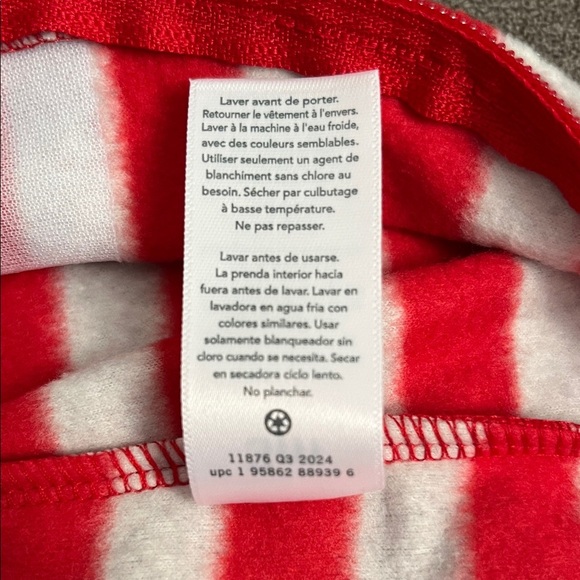 Laver avant de porter.
Retourner le vêtement à l'envers.
Laver à la machine à l'eau froide,
avec des couleurs semblables.
Utiliser seulement un agent de
blanchiment sans chlore au
besoin. Sécher par culbutage
à basse température.
Ne pas repasser.
Lavar antes de usarse.
La prenda interior hacia
fuera antes de lavar. Lavar en
lavadora en agua fria con
colores similares. Usar
solamente blanqueador sin
cloro cuando se necesita. Secar
en secadora ciclo lento.
No planchar.
11876 Q3 2024
upc 1 95862 88939 6